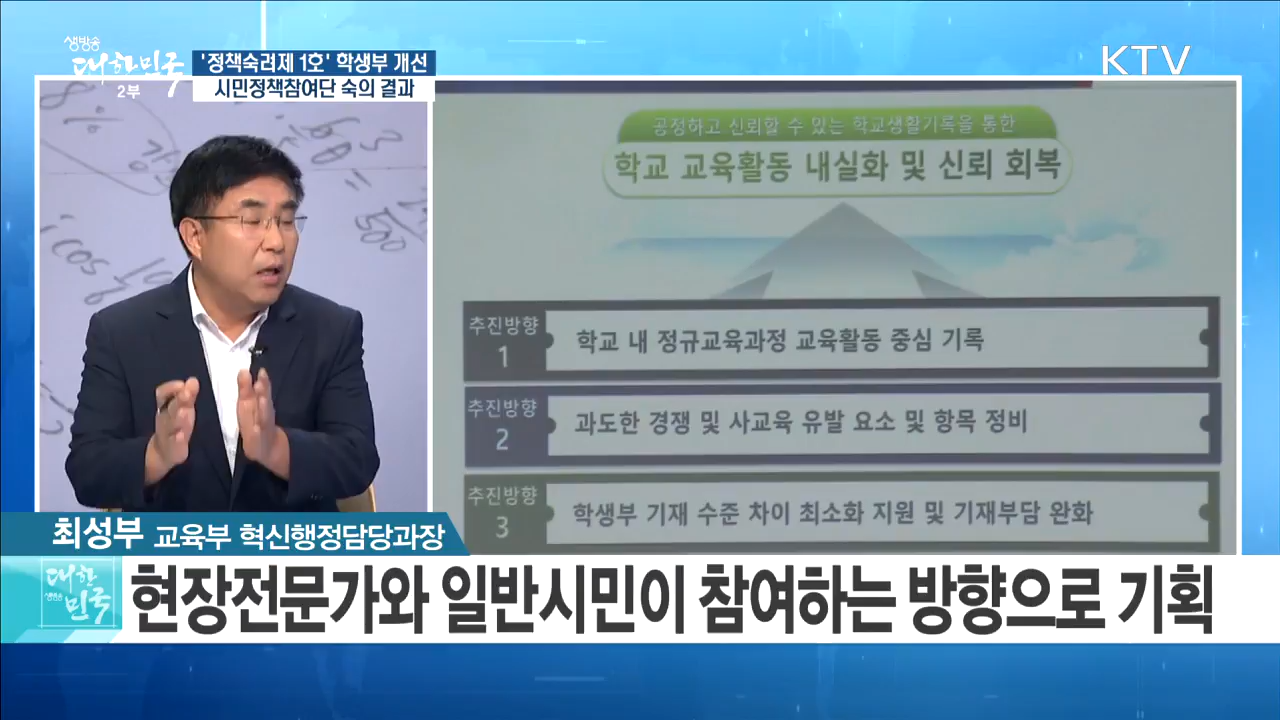 생방송
대한민국
2부
'정책숙려제 1호' 학생부 개선
시민정책참여단 숙의 결과
KTV
8%
63
=
500
icos
공정하고 신뢰할 수 있는 학교생활기록을 통한
학교 교육활동 내실화 및 신뢰 회복
추진방향
1
학교 내 정규교육과정 교육활동 중심 기록
추진방향
2
과도한 경쟁 및 사교육 유발 요소 및 항목 정비
추진방향
3
학생부 기재 수준 차이 최소화 지원 및 기재부담 완화
최성부 교육부 혁신행정담당과장
생방송
대한
민국
현장전문가와 일반시민이 참여하는 방향으로 기획